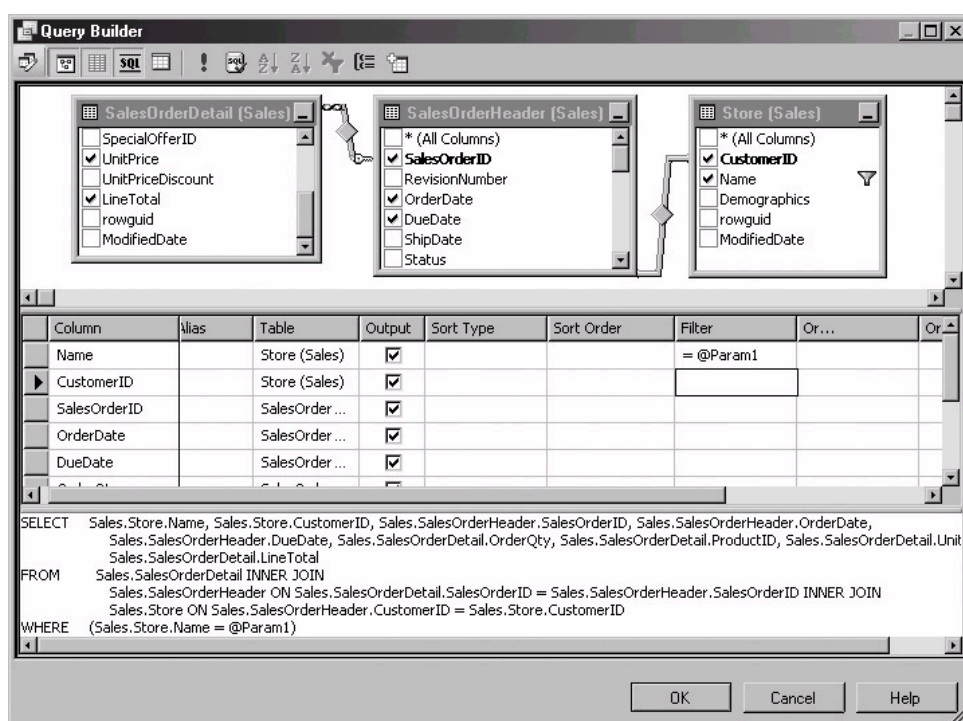 Query Builder
SQL
SalesOrderDetail (Sales)
SpecialOfferID
UnitPrice
UnitPriceDiscount
LineTotal
rowguid
ModifiedDate
SalesOrderHeader (Sales)
* (All Columns)
SalesOrderID
RevisionNumber
OrderDate
DueDate
ShipDate
Status
Store (Sales)
* (All Columns)
CustomerID
Name
Demographics
rowguid
ModifiedDate
Column Alias Table Output Sort Type Sort Order Filter Or... Or
Name Store (Sales) = @Param1
CustomerID Store (Sales)
SalesOrderID SalesOrder ...
OrderDate SalesOrder ...
DueDate SalesOrder ...
SELECT Sales.Store.Name, Sales.Store.CustomerID, Sales.SalesOrderHeader.SalesOrderID, Sales.SalesOrderHeader.OrderDate,
Sales.SalesOrderHeader.DueDate, Sales.SalesOrderDetail.OrderQty, Sales.SalesOrderDetail.ProductID, Sales.SalesOrderDetail.Unit
Sales.SalesOrderDetail.LineTotal
FROM Sales.SalesOrderDetail INNER JOIN
Sales.SalesOrderHeader ON Sales.SalesOrderDetail.SalesOrderID = Sales.SalesOrderHeader.SalesOrderID INNER JOIN
Sales.Store ON Sales.SalesOrderHeader.CustomerID = Sales.Store.CustomerID
WHERE (Sales.Store.Name = @Param1)
OK Cancel Help